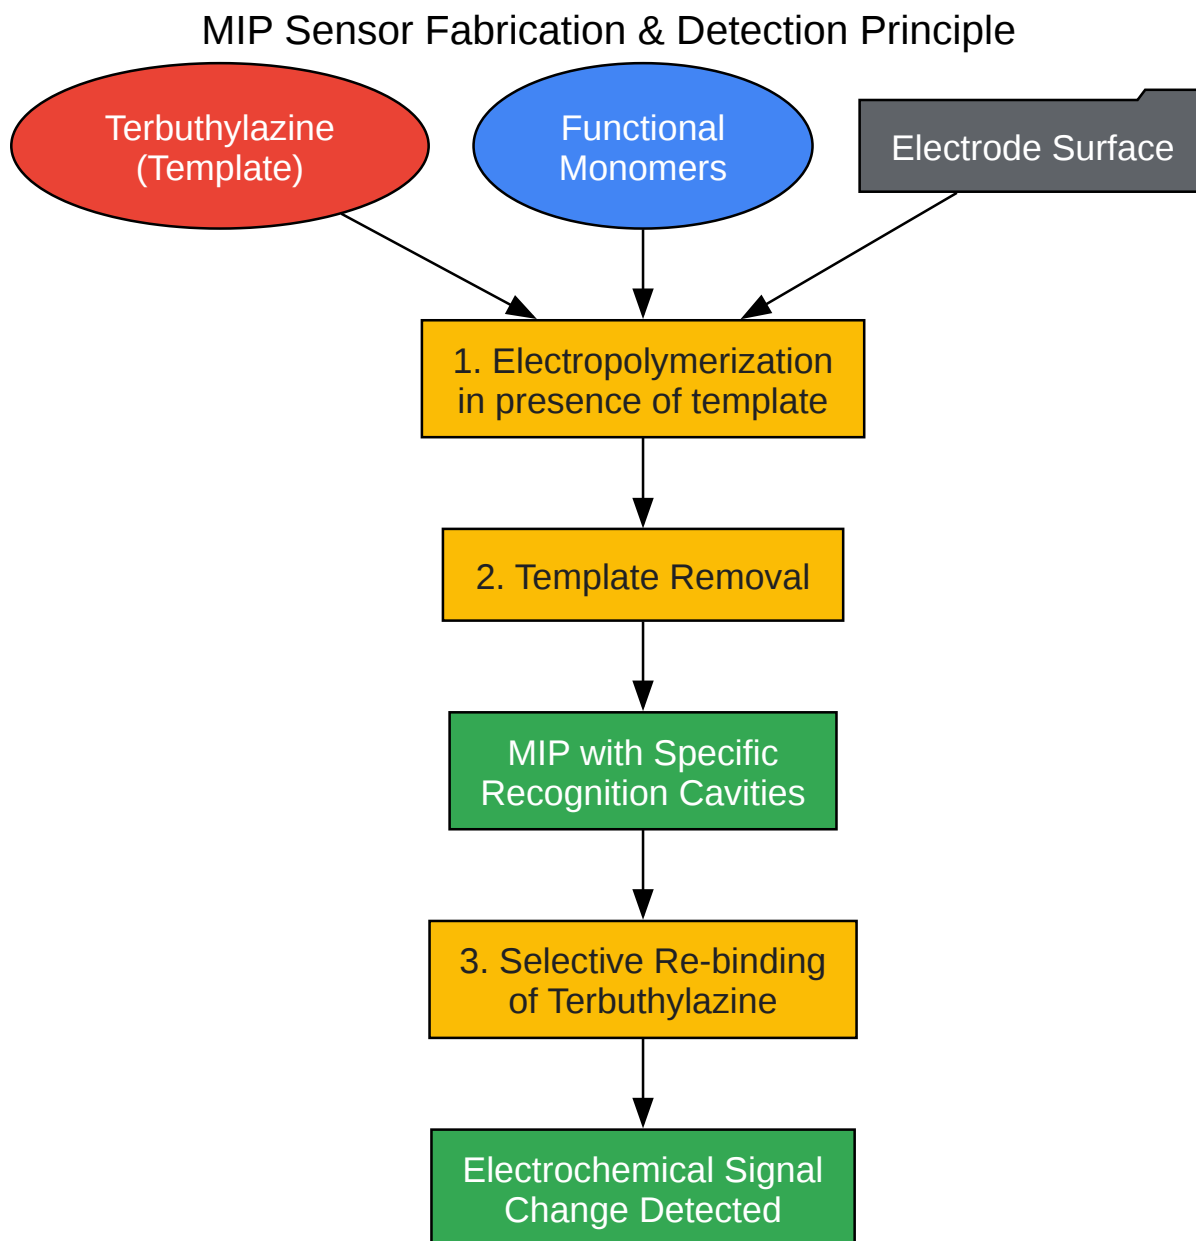 MIP Sensor Fabrication & Detection Principle
Terbuthylazine
(Template)
Functional
Monomers
Electrode Surface
1. Electropolymerization
in presence of template
2. Template Removal
MIP with Specific
Recognition Cavities
3. Selective Re-binding
of Terbuthylazine
Electrochemical Signal
Change Detected